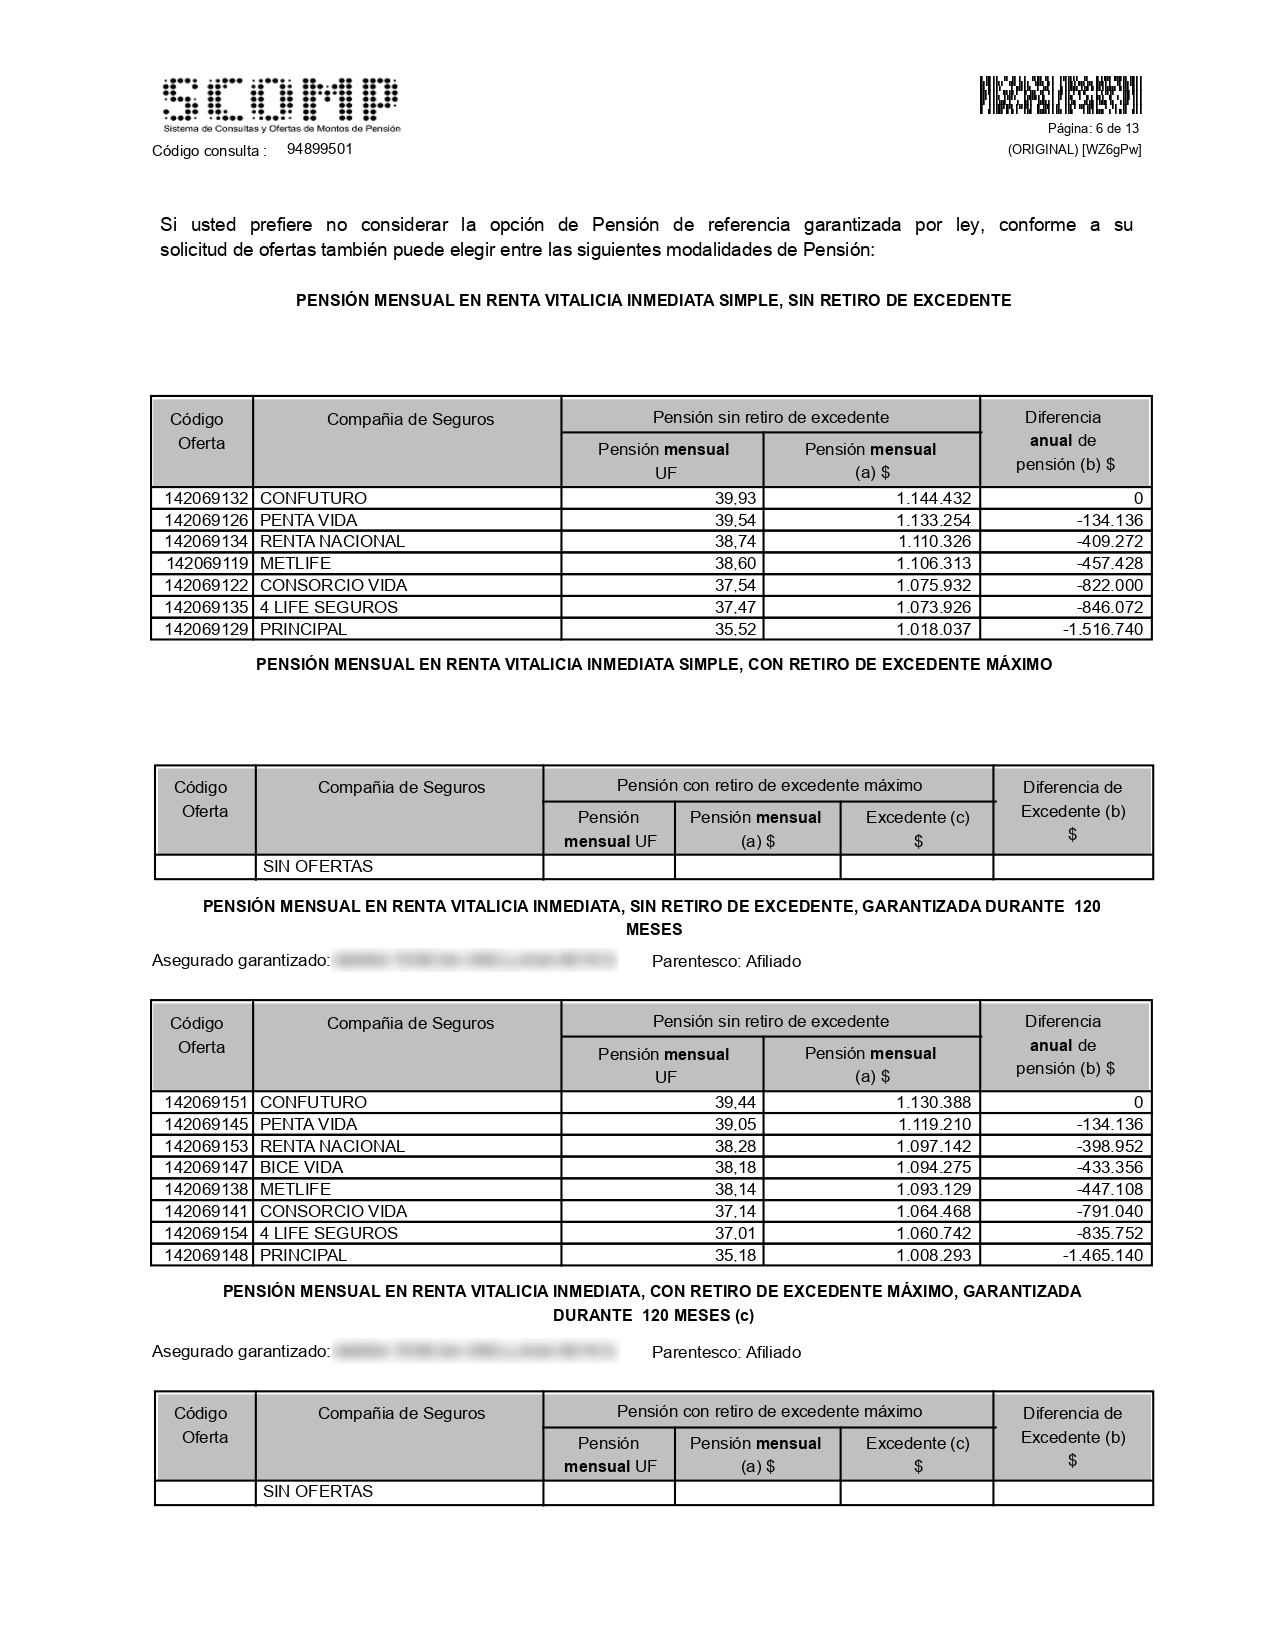 SCOMP
Sistema de Consultas y Ofertas de Montos de Pensión
Código consulta : 94899501
Página: 6 de 13
(ORIGINAL) [WZ6gPw]
Si usted prefiere no considerar la opción de Pensión de referencia garantizada por ley, conforme a su
solicitud de ofertas también puede elegir entre las siguientes modalidades de Pensión:
PENSIÓN MENSUAL EN RENTA VITALICIA INMEDIATA SIMPLE, SIN RETIRO DE EXCEDENTE
Código Oferta Compañia de Seguros Pensión sin retiro de excedente Diferencia anual de pensión (b) $
Pensión mensual UF Pensión mensual (a) $
142069132 CONFUTURO 39,93 1.144.432 0
142069126 PENTA VIDA 39,54 1.133.254 -134.136
142069134 RENTA NACIONAL 38,74 1.110.326 -409.272
142069119 METLIFE 38,60 1.106.313 -457.428
142069122 CONSORCIO VIDA 37,54 1.075.932 -822.000
142069135 4 LIFE SEGUROS 37,47 1.073.926 -846.072
142069129 PRINCIPAL 35,52 1.018.037 -1.516.740
PENSIÓN MENSUAL EN RENTA VITALICIA INMEDIATA SIMPLE, CON RETIRO DE EXCEDENTE MÁXIMO
Código Oferta Compañia de Seguros Pensión con retiro de excedente máximo Diferencia de Excedente (b) $
Pensión mensual UF Pensión mensual (a) $ Excedente (c) $
SIN OFERTAS
PENSIÓN MENSUAL EN RENTA VITALICIA INMEDIATA, SIN RETIRO DE EXCEDENTE, GARANTIZADA DURANTE 120
MESES
Asegurado garantizado: Parentesco: Afiliado
Código Oferta Compañia de Seguros Pensión sin retiro de excedente Diferencia anual de pensión (b) $
Pensión mensual UF Pensión mensual (a) $
142069151 CONFUTURO 39,44 1.130.388 0
142069145 PENTA VIDA 39,05 1.119.210 -134.136
142069153 RENTA NACIONAL 38,28 1.097.142 -398.952
142069147 BICE VIDA 38,18 1.094.275 -433.356
142069138 METLIFE 38,14 1.093.129 -447.108
142069141 CONSORCIO VIDA 37,14 1.064.468 -791.040
142069154 4 LIFE SEGUROS 37,01 1.060.742 -835.752
142069148 PRINCIPAL 35,18 1.008.293 -1.465.140
PENSIÓN MENSUAL EN RENTA VITALICIA INMEDIATA, CON RETIRO DE EXCEDENTE MÁXIMO, GARANTIZADA
DURANTE 120 MESES (c)
Asegurado garantizado: Parentesco: Afiliado
Código Oferta Compañia de Seguros Pensión con retiro de excedente máximo Diferencia de Excedente (b) $
Pensión mensual UF Pensión mensual (a) $ Excedente (c) $
SIN OFERTAS